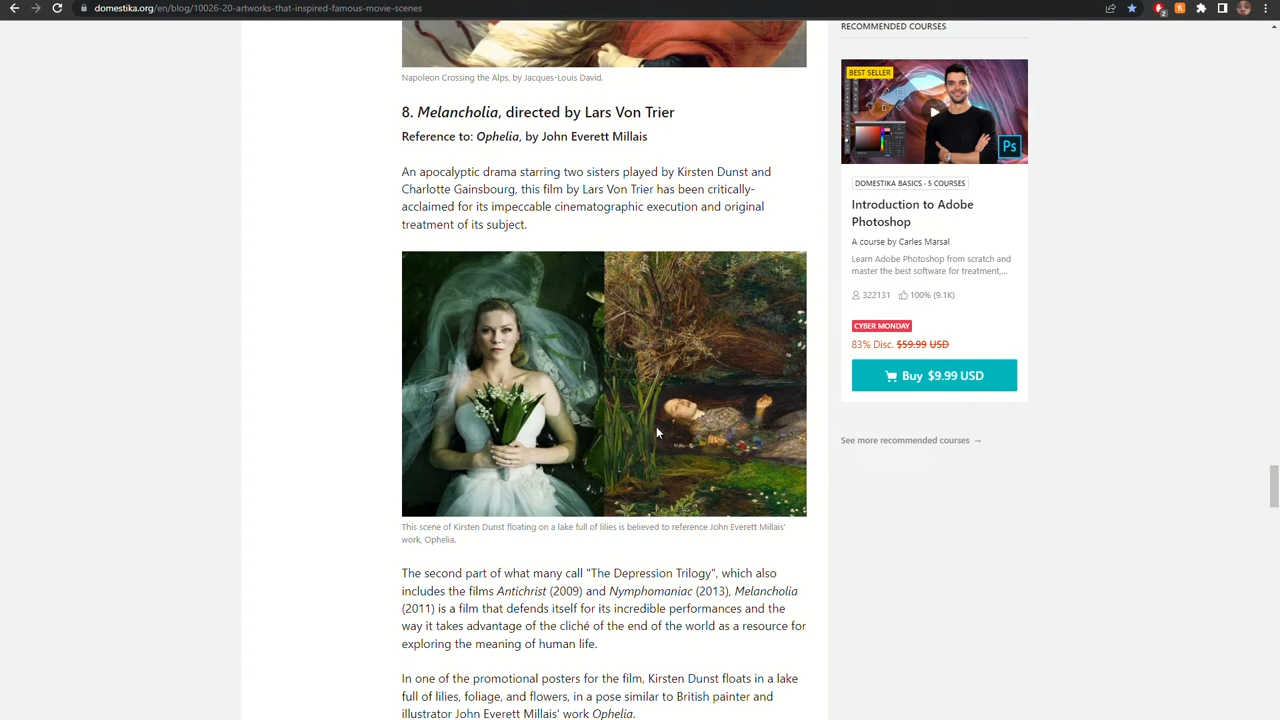 domestika.org/en/blog/10026-20-artworks-that-inspired-famous-movie-scenes
Napoleon Crossing the Alps, by Jacques-Louis David.
8. Melancholia, directed by Lars Von Trier
Reference to: Ophelia, by John Everett Millais
An apocalyptic drama starring two sisters played by Kirsten Dunst and
Charlotte Gainsbourg, this film by Lars Von Trier has been critically-
acclaimed for its impeccable cinematographic execution and original
treatment of its subject.
This scene of Kirsten Dunst floating on a lake full of lilies is believed to reference John Everett Millais'
work, Ophelia.
The second part of what many call "The Depression Trilogy", which also
includes the films Antichrist (2009) and Nymphomaniac (2013), Melancholia
(2011) is a film that defends itself for its incredible performances and the
way it takes advantage of the cliché of the end of the world as a resource for
exploring the meaning of human life.
In one of the promotional posters for the film, Kirsten Dunst floats in a lake
full of lilies, foliage, and flowers, in a pose similar to British painter and
illustrator John Everett Millais' work Ophelia.
RECOMMENDED COURSES
BEST SELLER
Ps
DOMESTIKA BASICS - 5 COURSES
Introduction to Adobe
Photoshop
A course by Carles Marsal
Learn Adobe Photoshop from scratch and
master the best software for treatment,...
322131 100% (9.1K)
CYBER MONDAY
83% Disc. $59.99 USD
Buy $9.99 USD
See more recommended courses →